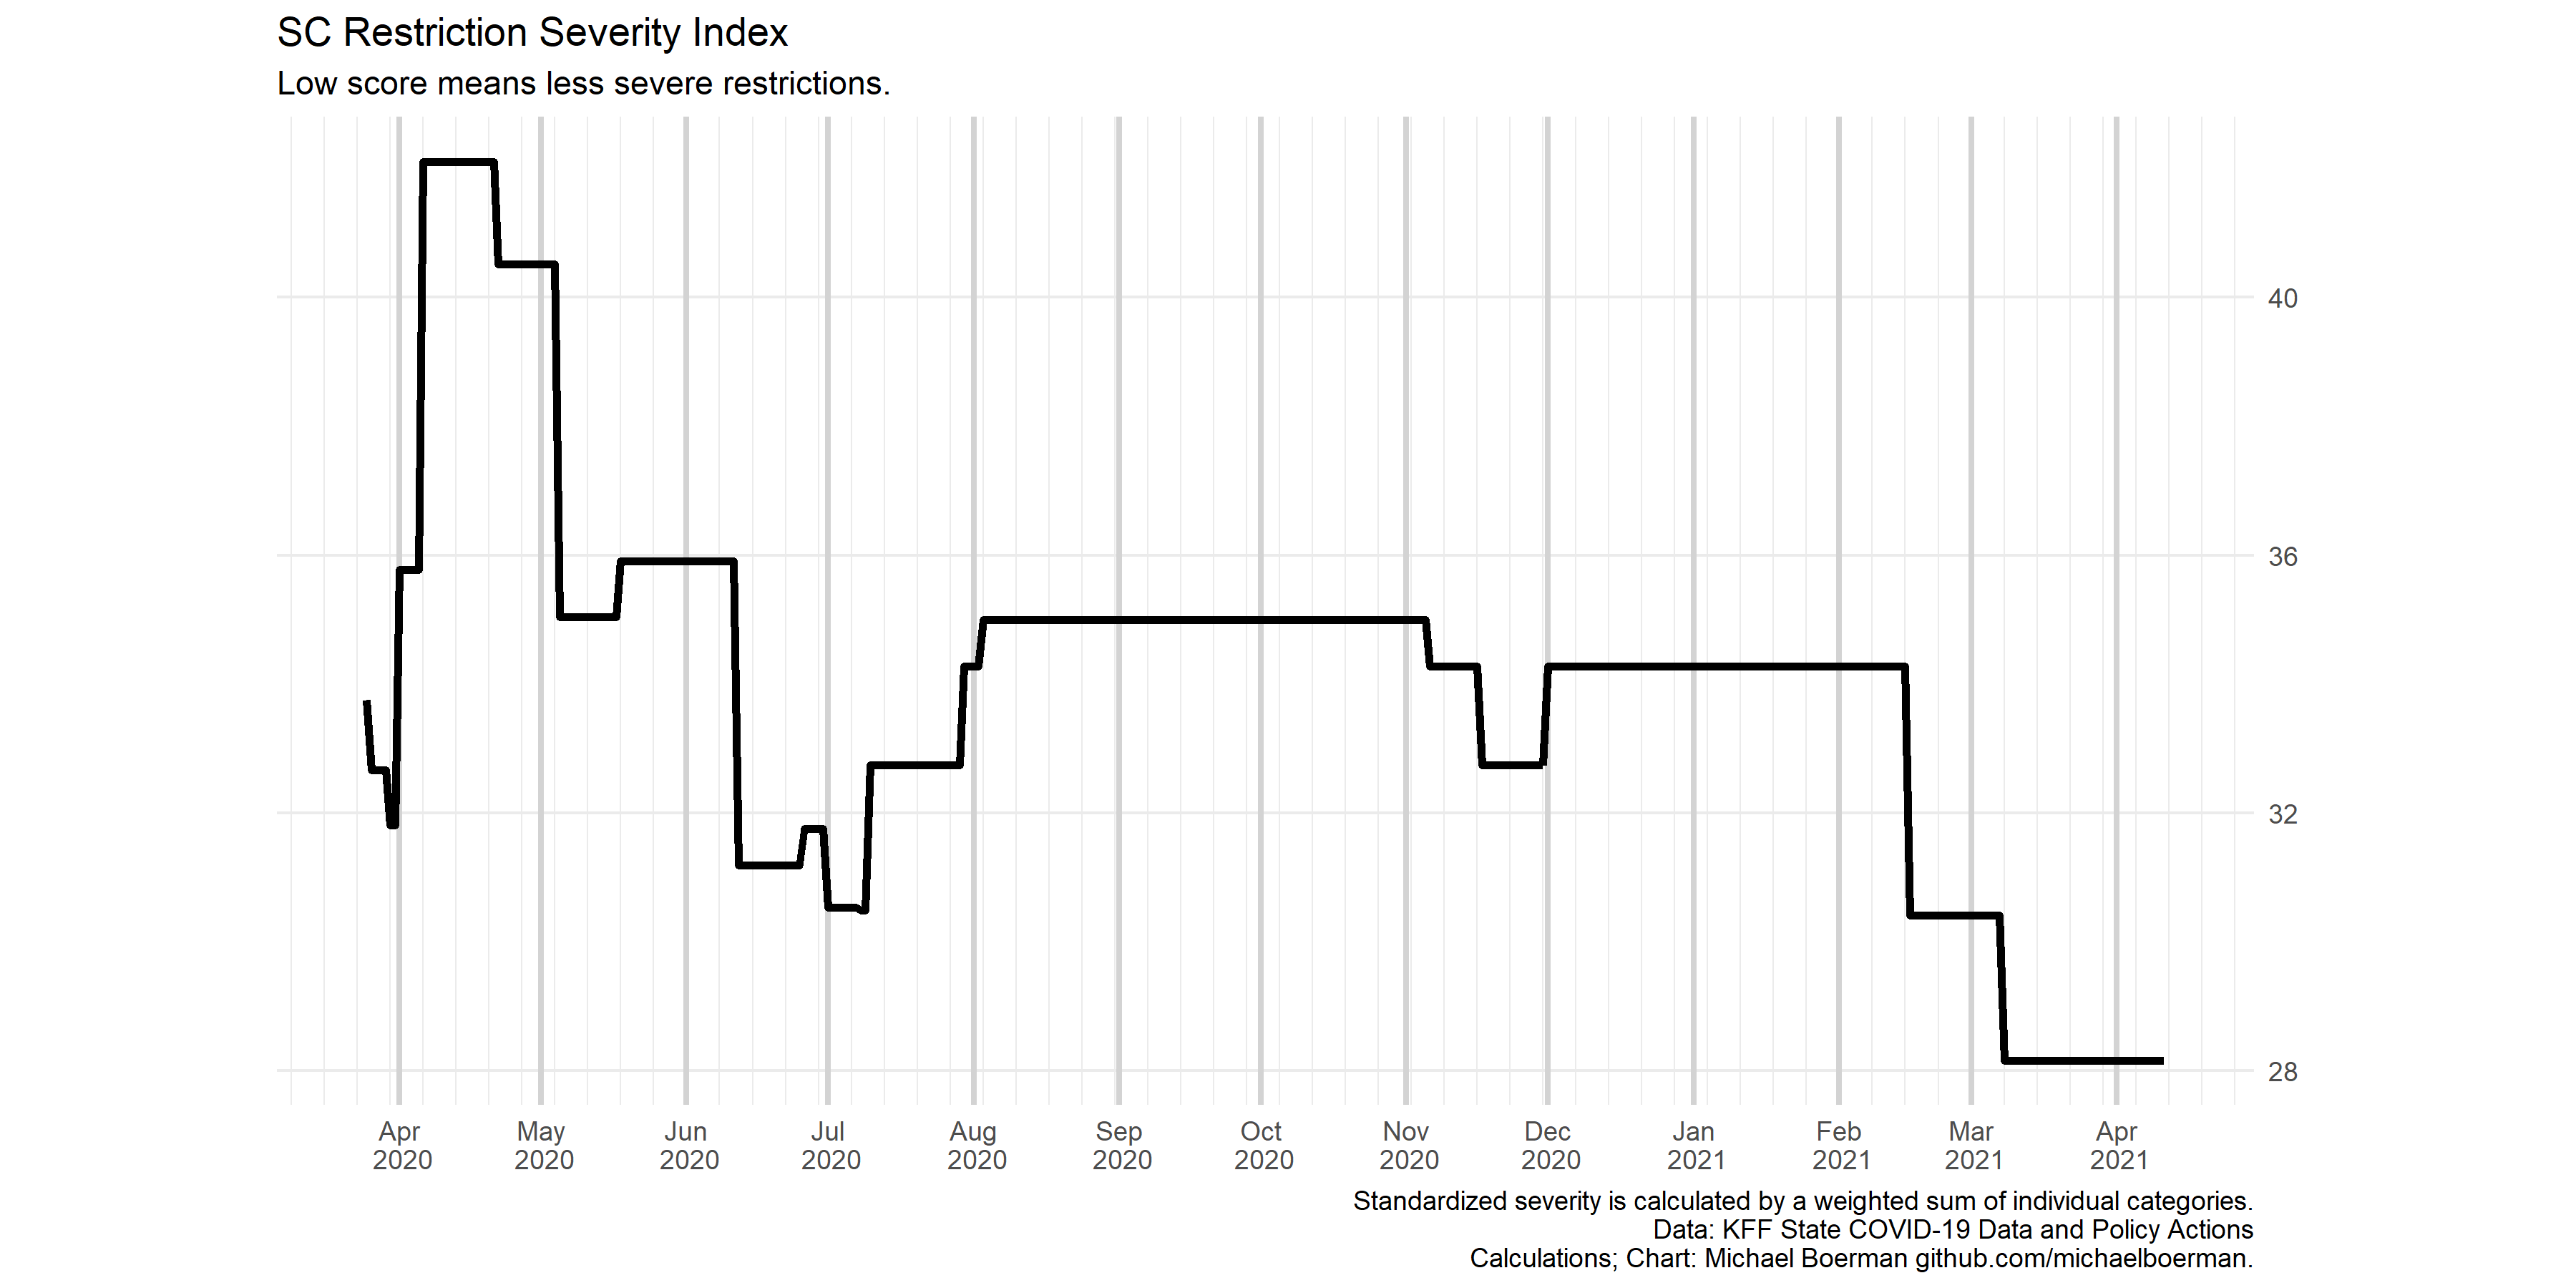 SC Restriction Severity Index
Low score means less severe restrictions.
40
36
32
28
Apr May Jun Jul Aug Sep Oct Nov Dec Jan Feb Mar Apr
2020 2020 2020 2020 2020 2020 2020 2020 2020 2021 2021 2021 2021
Standardized severity is calculated by a weighted sum of individual categories.
Data: KFF State COVID-19 Data and Policy Actions
Calculations; Chart: Michael Boerman github.com/michaelboerman.